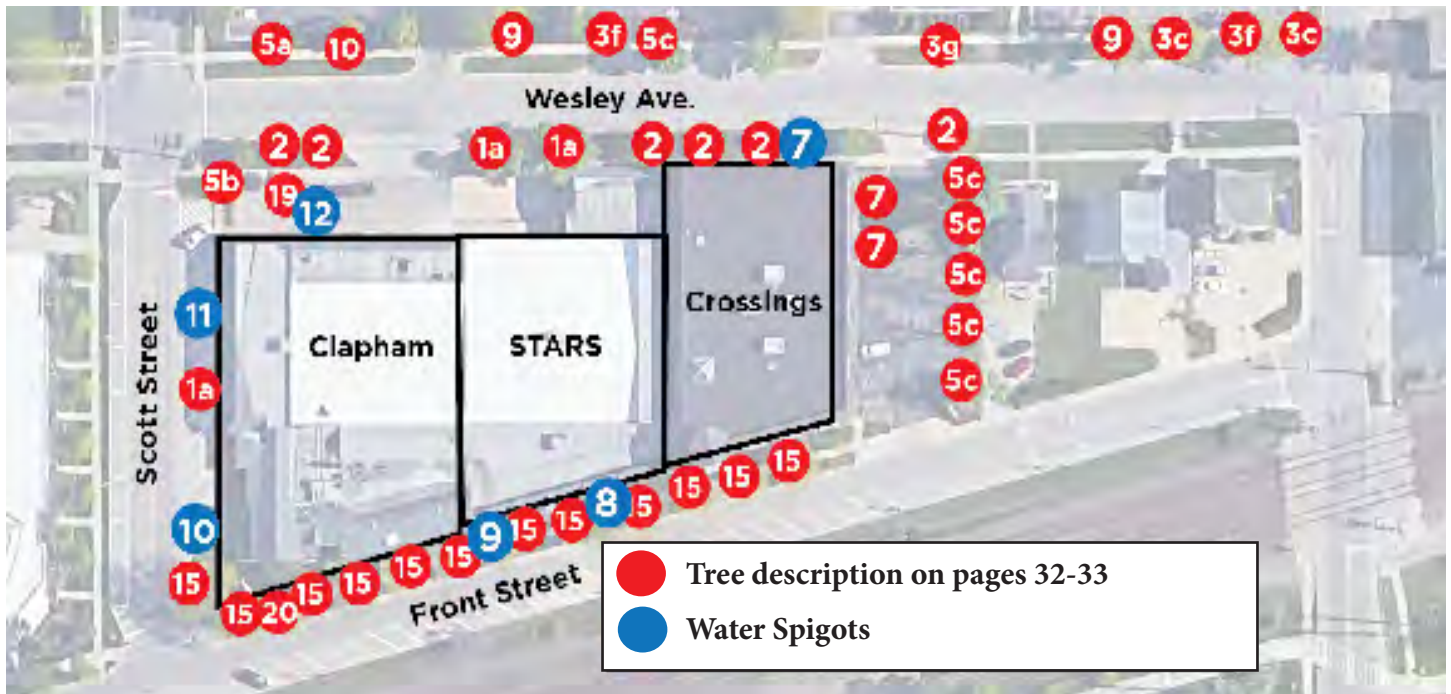 5a 10 9 3f 5c 3g 9 3c 3f 3c
Wesley Ave.
2 2 1a 1a 2 2 2 7 2
5b 19 12 7 5c
7 5c
Crossings
5c
11 Clapham STARS 5c
Scott Street
1a 5c
15 15 15
10 9 15 15 8 15
15 15 15 15 15
15 20
Front Street
Tree description on pages 32-33
Water Spigots